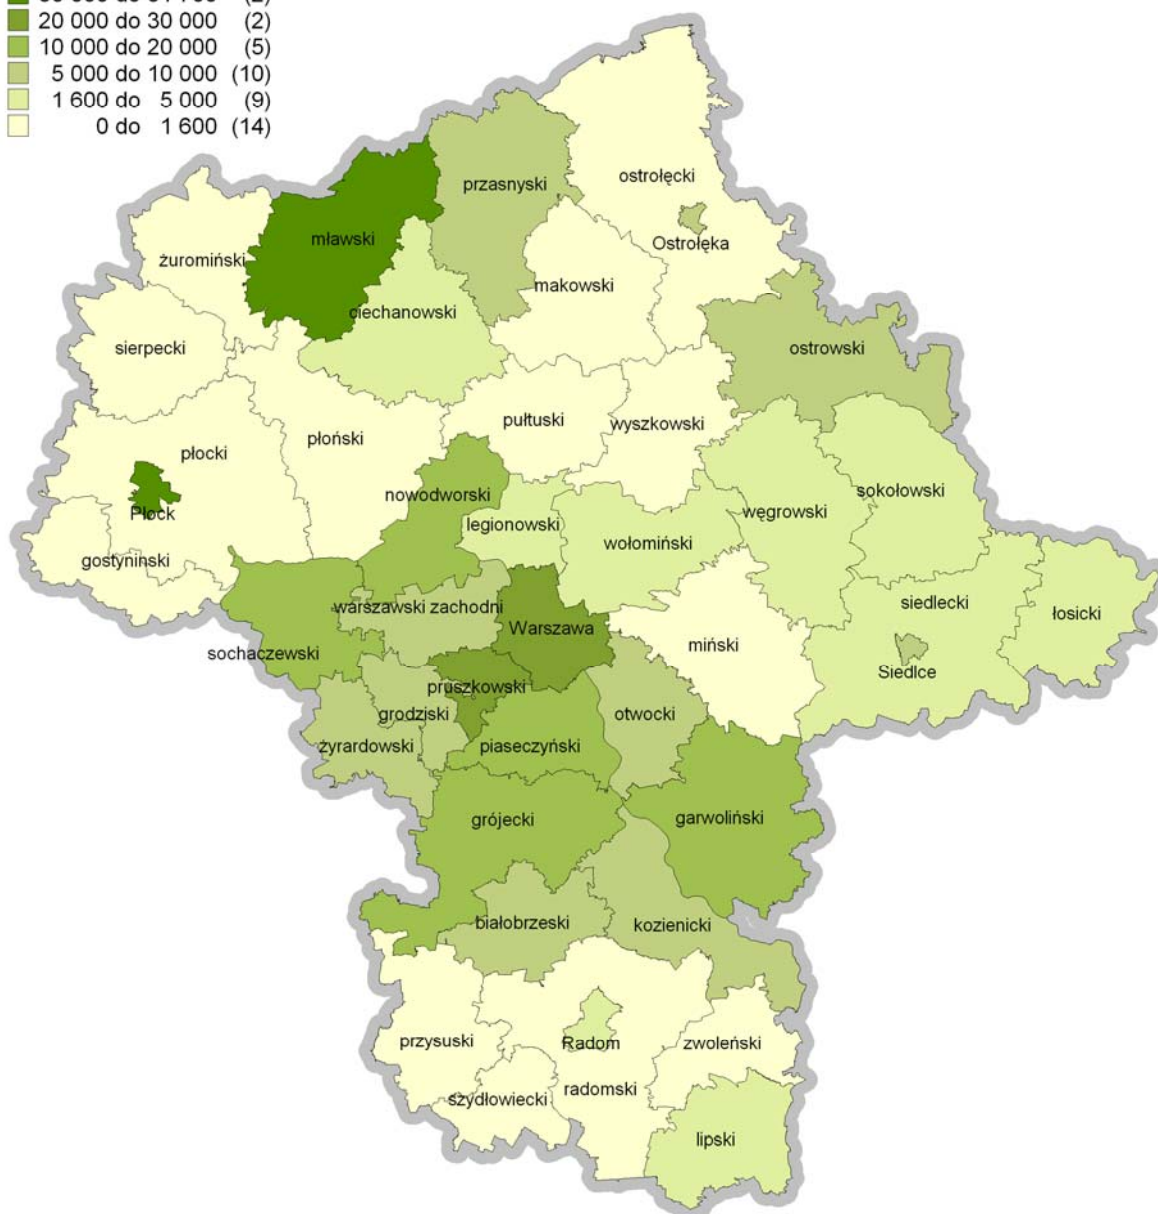 20 000 do 30 000 (2)
10 000 do 20 000 (5)
5 000 do 10 000 (10)
1 600 do 5 000 (9)
0 do 1 600 (14)
przasnyski
ostrołęcki
mławski
Ostrołęka
żuromiński
makowski
ciechanowski
sierpecki
ostrowski
pułtuski
wyszkowski
płoński
płocki
nowodworski
sokołowski
Płock
legionowski
węgrowski
wołomiński
gostyninski
siedlecki
łosicki
warszawski zachodni
Warszawa
miński
sochaczewski
Siedlce
pruszkowski
grodziski
otwocki
żyrardowski
piaseczyński
grójecki
garwoliński
białobrzeski
kozienicki
przysuski
Radom
zwoleński
radomski
szydłowiecki
lipski